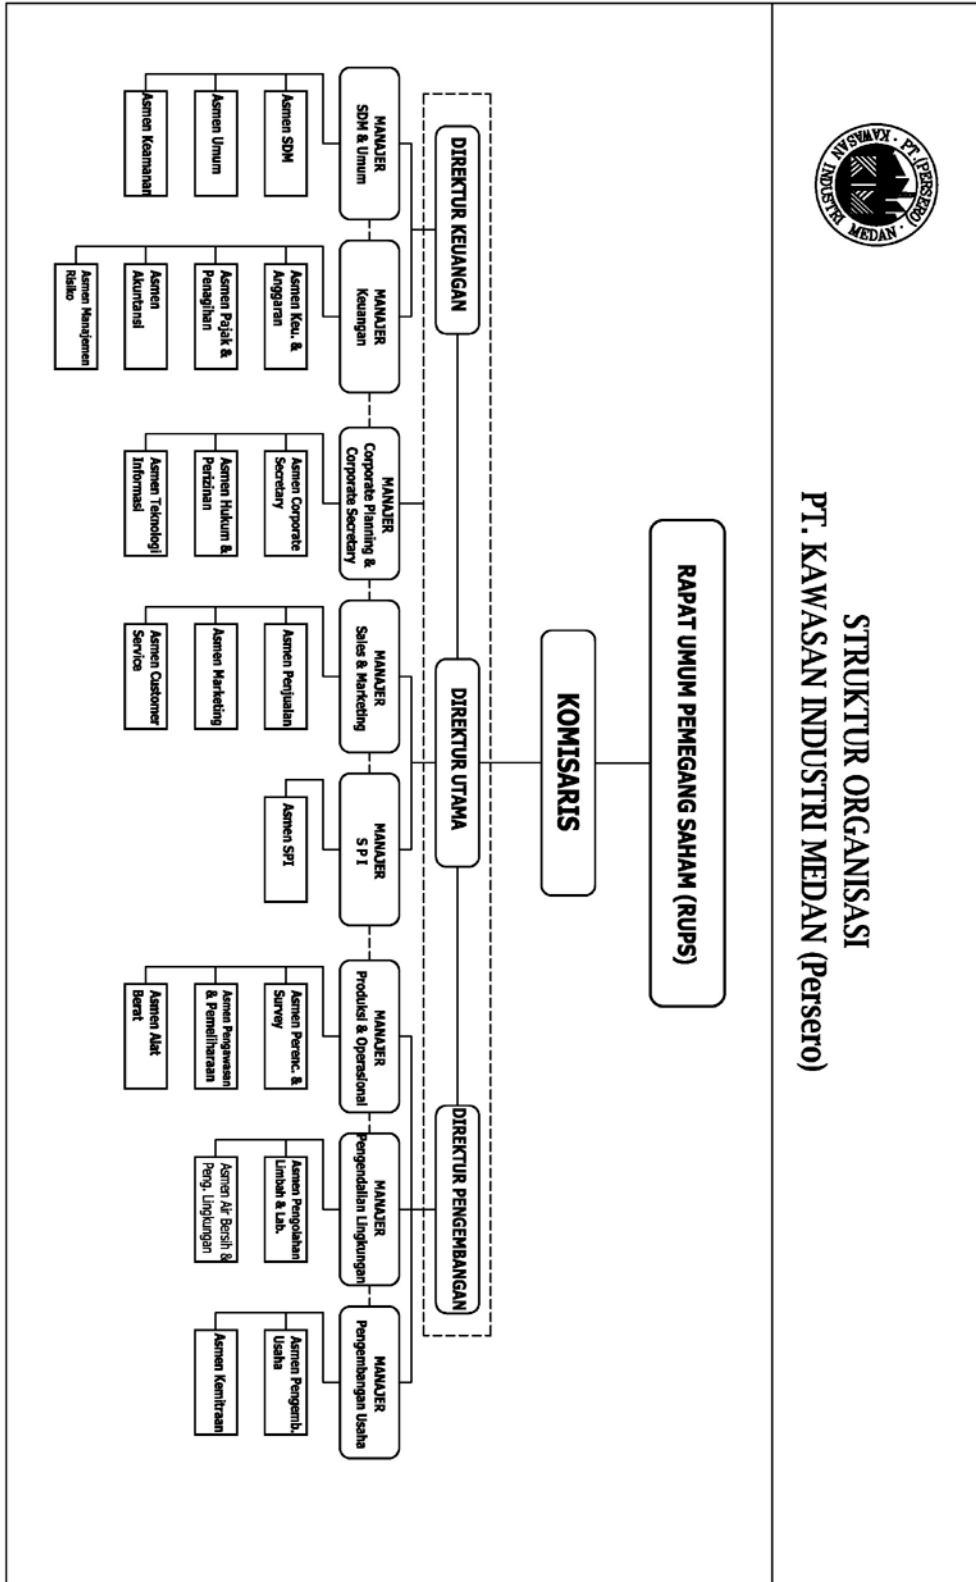 PT. (PERSERO)
KAWASAN INDUSTRI MEDAN
KIM
STRUKTUR ORGANISASI
PT. KAWASAN INDUSTRI MEDAN (Persero)
RAPAT UMUM PEMEGANG SAHAM (RUPS)
KOMISARIS
DIREKTUR KEUANGAN
DIREKTUR UTAMA
DIREKTUR PENGEMBANGAN
MANAJER
SDM & Umum
Asmen SDM
Asmen Umum
Asmen Keamanan
MANAJER
Keuangan
Asmen Keu. &
Anggaran
Asmen Pajak &
Penagihan
Asmen
Akuntansi
Asmen Manajemen
Risiko
MANAJER
Corporate Planning &
Corporate Secretary
Asmen Corporate
Secretary
Asmen Hukum &
Perizinan
Asmen Teknologi
Informasi
MANAJER
Sales & Marketing
Asmen Penjualan
Asmen Marketing
Asmen Customer
Service
MANAJER
S P I
Asmen SPI
MANAJER
Produksi & Operasional
Asmen Perenc. &
Survey
Asmen Pengawasan
& Pemeliharaan
Asmen Alat
Berat
MANAJER
Pengendalian Lingkungan
Asmen Pengolahan
Limbah & Lab.
Asmen Air Bersih &
Peng. Lingkungan
MANAJER
Pengembangan Usaha
Asmen Pengemb.
Usaha
Asmen Kemitraan